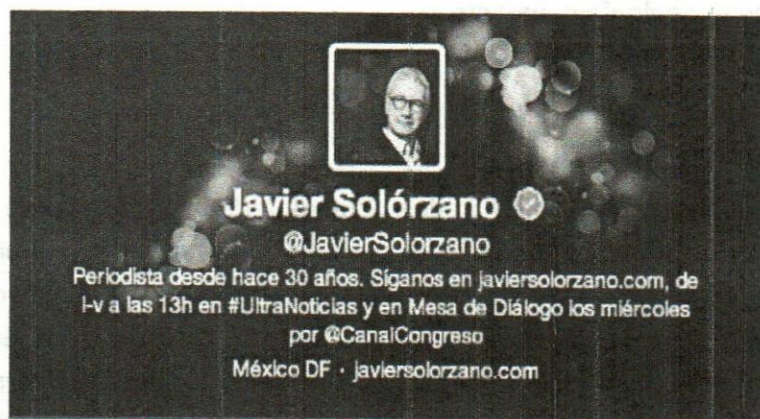 Javier Solórzano
@JavierSolorzano
Periodista desde hace 30 años. Síganos en javiersolorzano.com, de
l-v a las 13h en #UltraNoticias y en Mesa de Diálogo los miércoles
por @CanalCongreso
México DF · javiersolorzano.com